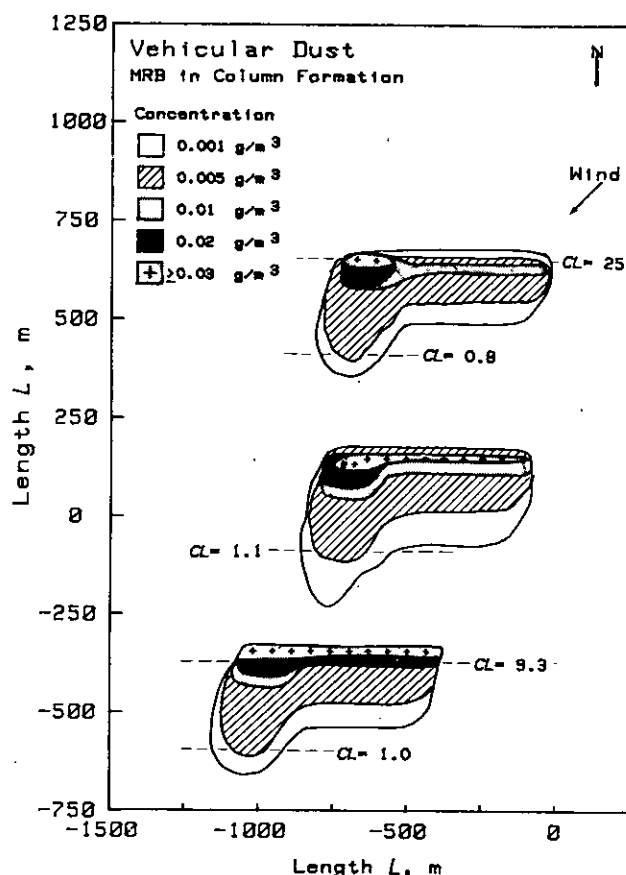 Vehicular Dust
MRB in Column Formation
Concentration
0.001 g/m³
0.005 g/m³
0.01 g/m³
0.02 g/m³
≥0.03 g/m³
N
Wind
CL= 25
CL= 0.8
CL= 1.1
CL= 9.3
CL= 1.0
1250
1000
750
500
250
0
-250
-500
-750
Length L, m
-1500
-1000
-500
0
Length L, m